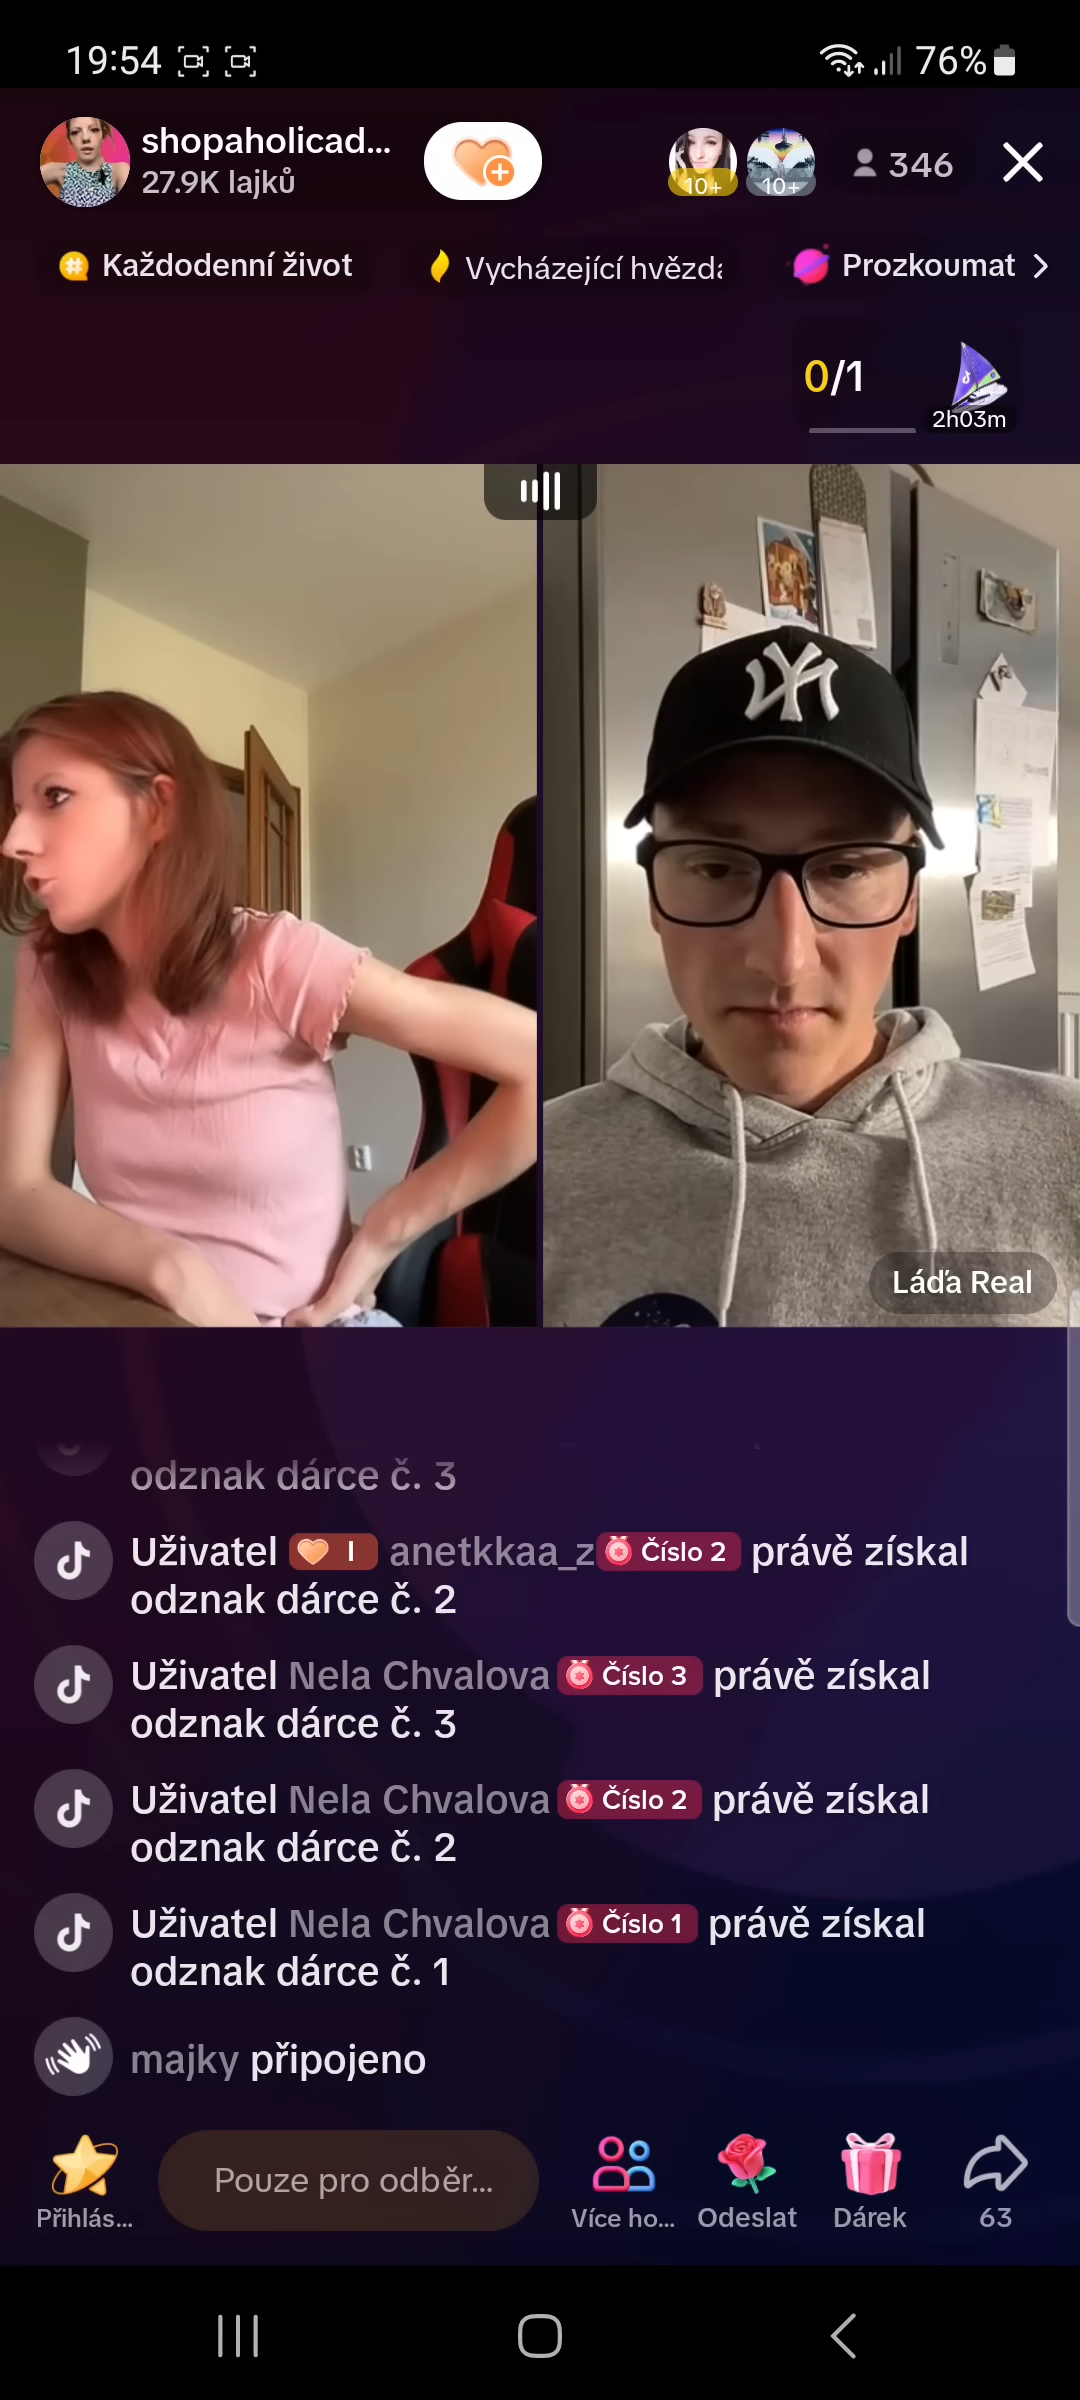 19:54
76%
shopaholicad...
27.9K lajků
10+
10+
346
Každodenní život
Vycházející hvězda
Prozkoumat
0/1
2h03m
NY
Láďa Real
odznak dárce č. 3
Uživatel I anetkkaa_z Číslo 2 právě získal
odznak dárce č. 2
Uživatel Nela Chvalova Číslo 3 právě získal
odznak dárce č. 3
Uživatel Nela Chvalova Číslo 2 právě získal
odznak dárce č. 2
Uživatel Nela Chvalova Číslo 1 právě získal
odznak dárce č. 1
majky připojeno
Pouze pro odběr...
Přihlás...
Více ho...
Odeslat
Dárek
63